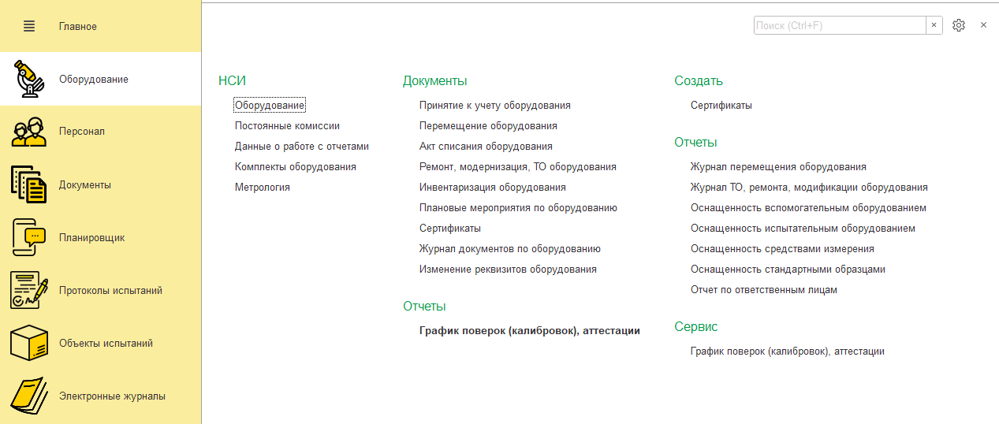 Главное
Оборудование
Персонал
Документы
Планировщик
Протоколы испытаний
Объекты испытаний
Электронные журналы
Поиск (Ctrl+F)
НСИ
Оборудование
Постоянные комиссии
Данные о работе с отчетами
Комплекты оборудования
Метрология
Документы
Принятие к учету оборудования
Перемещение оборудования
Акт списания оборудования
Ремонт, модернизация, ТО оборудования
Инвентаризация оборудования
Плановые мероприятия по оборудованию
Сертификаты
Журнал документов по оборудованию
Изменение реквизитов оборудования
Отчеты
График поверок (калибровок), аттестации
Создать
Сертификаты
Отчеты
Журнал перемещения оборудования
Журнал ТО, ремонта, модификации оборудования
Оснащенность вспомогательным оборудованием
Оснащенность испытательным оборудованием
Оснащенность средствами измерения
Оснащенность стандартными образцами
Отчет по ответственным лицам
Сервис
График поверок (калибровок), аттестации